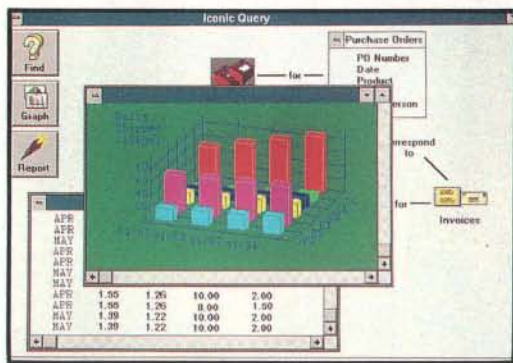 Iconic Query
Find
Graph
Report
Purchase Orders
PO Number
Date
Product
erson
for
rrespond
to
for
Invoices
APR
APR
MAY
APR
APR
MAY
MAY
APR 1.55 1.26 10.00 2.00
APR 1.55 1.26 8.00 1.50
MAY 1.39 1.22 10.00 2.00
MAY 1.39 1.22 10.00 2.00